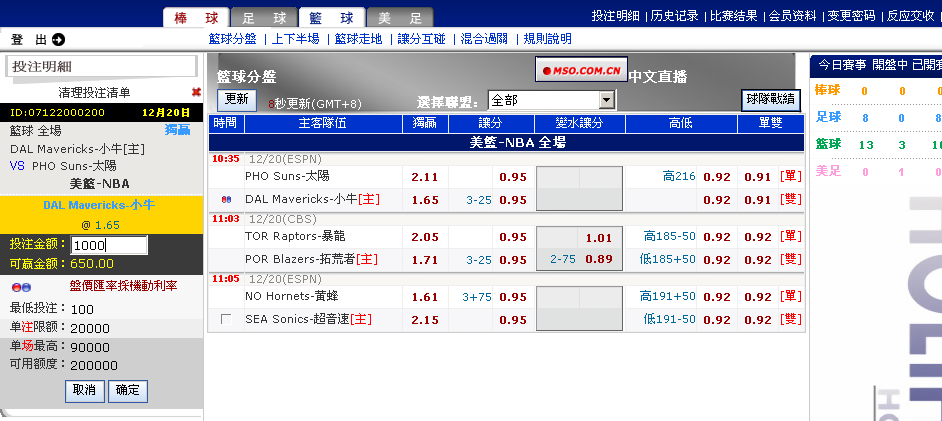 棒 球 足 球 籃 球 美 足
投注明细 | 历史记录 | 比赛结果 | 会员资料 | 变更密码 | 反应交收
登 出
籃球分盤 | 上下半場 | 籃球走地 | 讓分互碰 | 混合過關 | 規則說明
投注明細
清理投注清单
ID:07122000200 12月20日
籃球 全場 獨贏
DAL Mavericks-小牛[主]
VS PHO Suns-太陽
美籃-NBA
DAL Mavericks-小牛
@ 1.65
投注金额：1000
可赢金额：650.00
盤價匯率採機動利率
最低投注：100
单注限额：20000
单场最高：90000
可用额度：200000
取消 确定
籃球分盤 MSO.COM.CN 中文直播
更新 8秒更新(GMT+8) 選擇聯盟： 全部 球隊戰績
時間 主客隊伍 獨贏 讓分 變水讓分 高低 單雙
美籃-NBA 全場
10:35 12/20(ESPN)
PHO Suns-太陽 2.11 0.95 高216 0.92 0.91 [單]
DAL Mavericks-小牛[主] 1.65 3-25 0.95 0.92 0.91 [雙]
11:03 12/20(CBS)
TOR Raptors-暴龍 2.05 0.95 1.01 高185-50 0.92 0.92 [單]
POR Blazers-拓荒者[主] 1.71 3-25 0.95 2-75 0.89 低185+50 0.92 0.92 [雙]
11:05 12/20(ESPN)
NO Hornets-黃蜂 1.61 3+75 0.95 高191+50 0.92 0.92 [單]
SEA Sonics-超音速[主] 2.15 0.95 低191-50 0.92 0.92 [雙]
今日賽事 開盤中 已開賽
棒球 0 0 0
足球 8 0 8
籃球 13 3 10
美足 0 1 0